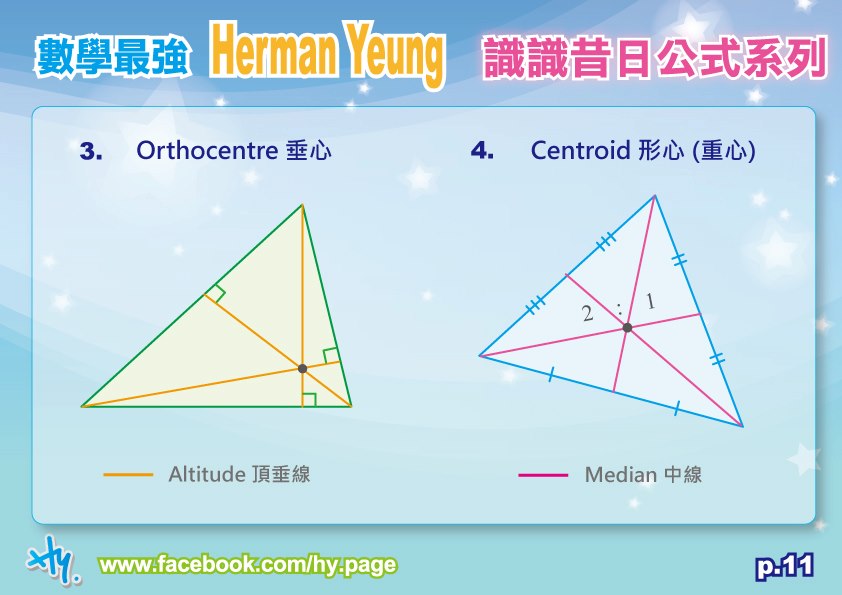 數學最強 Herman Yeung 識識昔日公式系列
3. Orthocentre 垂心
4. Centroid 形心 (重心)
2 : 1
Altitude 頂垂線
Median 中線
Hy.
www.facebook.com/hy.page
p.11